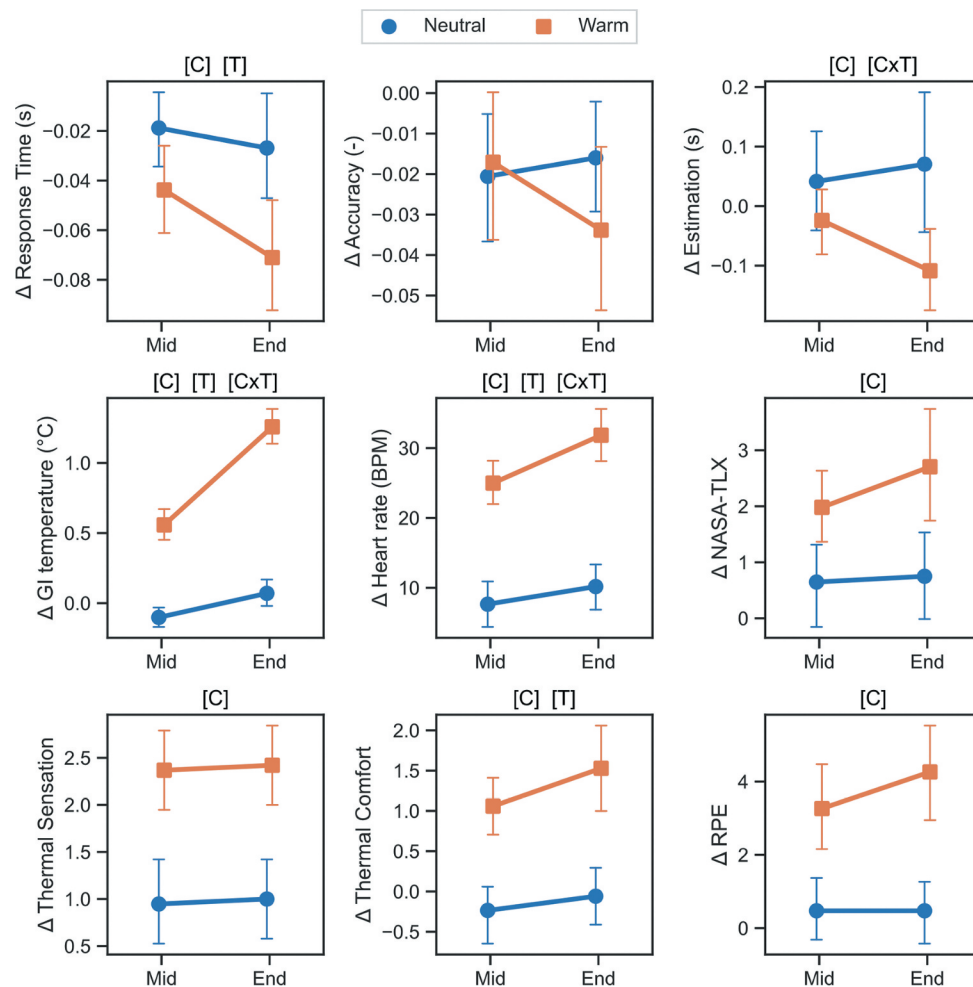 Neutral Warm
[C] [T]
Δ Response Time (s)
−0.02
−0.04
−0.06
−0.08
Mid End
Δ Accuracy (-)
0.00
−0.01
−0.02
−0.03
−0.04
−0.05
Mid End
[C] [CxT]
Δ Estimation (s)
0.2
0.1
0.0
−0.1
Mid End
[C] [T] [CxT]
Δ GI temperature (°C)
1.0
0.5
0.0
Mid End
[C] [T] [CxT]
Δ Heart rate (BPM)
30
20
10
Mid End
[C]
Δ NASA-TLX
3
2
1
0
Mid End
[C]
Δ Thermal Sensation
2.5
2.0
1.5
1.0
0.5
Mid End
[C] [T]
Δ Thermal Comfort
2.0
1.5
1.0
0.5
0.0
−0.5
Mid End
[C]
Δ RPE
4
2
0
Mid End